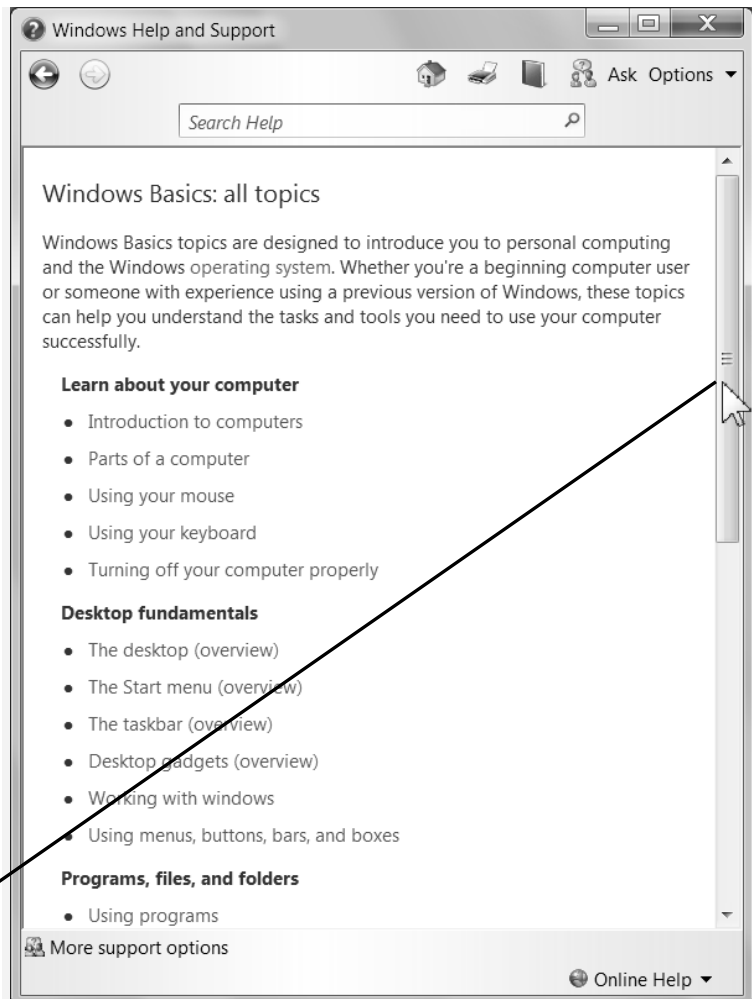 Windows Help and Support
Ask Options
Search Help
Windows Basics: all topics
Windows Basics topics are designed to introduce you to personal computing
and the Windows operating system. Whether you're a beginning computer user
or someone with experience using a previous version of Windows, these topics
can help you understand the tasks and tools you need to use your computer
successfully.
Learn about your computer
• Introduction to computers
• Parts of a computer
• Using your mouse
• Using your keyboard
• Turning off your computer properly
Desktop fundamentals
• The desktop (overview)
• The Start menu (overview)
• The taskbar (overview)
• Desktop gadgets (overview)
• Working with windows
• Using menus, buttons, bars, and boxes
Programs, files, and folders
• Using programs
More support options
Online Help